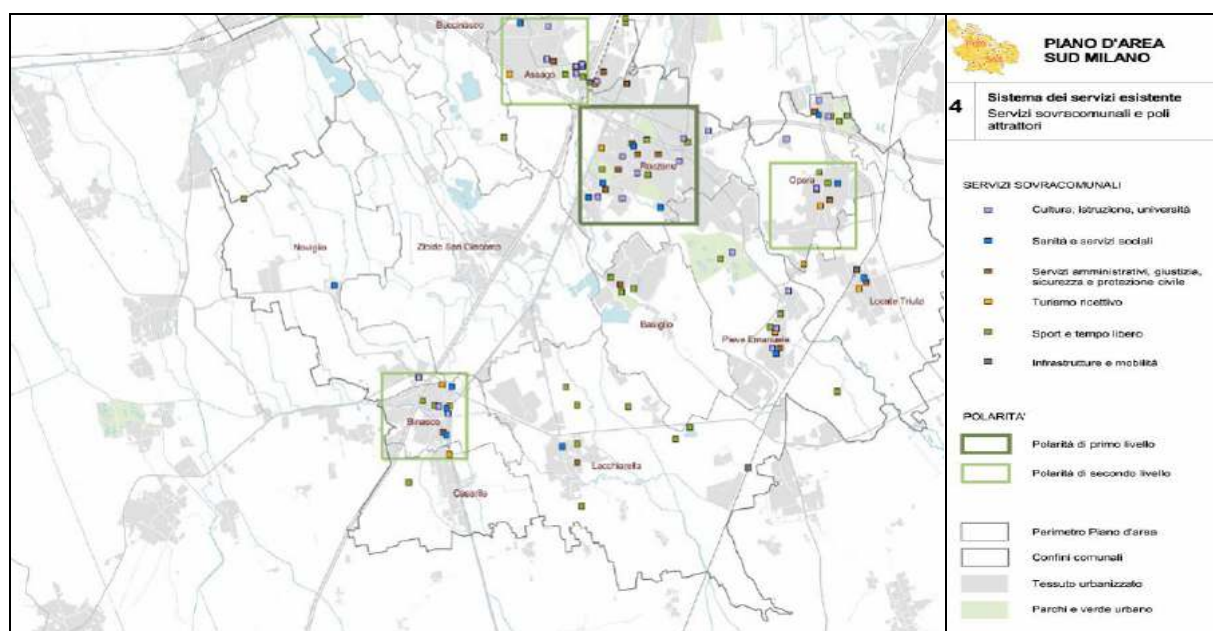 Buccinasco
Assago
Rozzano
Opera
Noviglio
Zibido San Giacomo
Locate Triulzi
Basiglio
Pieve Emanuele
Binasco
Lacchiarella
Casarile
PIANO D'AREA
SUD MILANO
4
Sistema dei servizi esistente
Servizi sovracomunali e poli
attrattori
SERVIZI SOVRACOMUNALI
Cultura, istruzione, università
Sanità e servizi sociali
Servizi amministrativi, giustizia,
sicurezza e protezione civile
Turismo ricettivo
Sport e tempo libero
Infrastrutture e mobilità
POLARITA'
Polarità di primo livello
Polarità di secondo livello
Perimetro Piano d'area
Confini comunali
Tessuto urbanizzato
Parchi e verde urbano